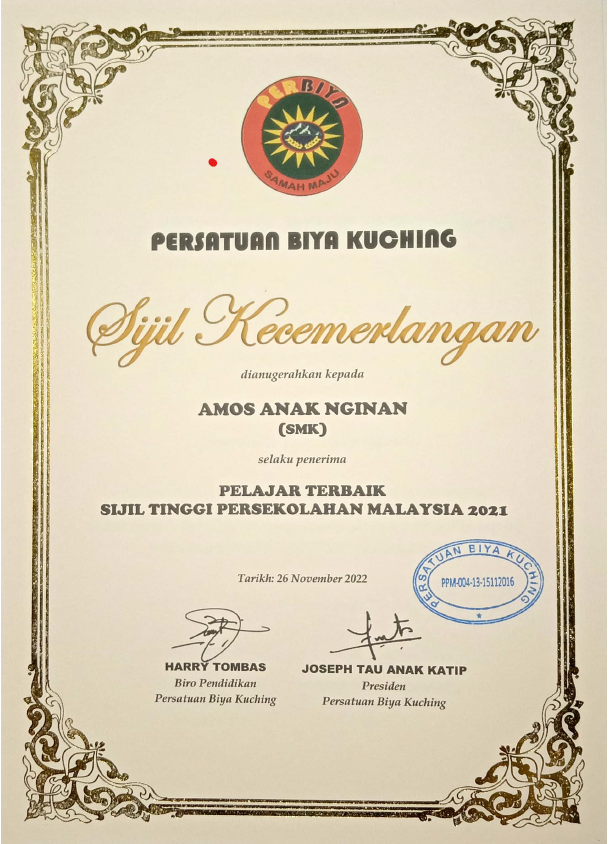 PERBIYA
SAMAH MAJU
PERSATUAN BIYA KUCHING
Sijil Kecemerlangan
dianugerahkan kepada
AMOS ANAK NGINAN
(SMK)
selaku penerima
PELAJAR TERBAIK
SIJIL TINGGI PERSEKOLAHAN MALAYSIA 2021
Tarikh: 26 November 2022
PERSATUAN BIYA KUCHING
PPM-004-13-15112016
HARRY TOMBAS
Biro Pendidikan
Persatuan Biya Kuching
JOSEPH TAU ANAK KATIP
Presiden
Persatuan Biya Kuching